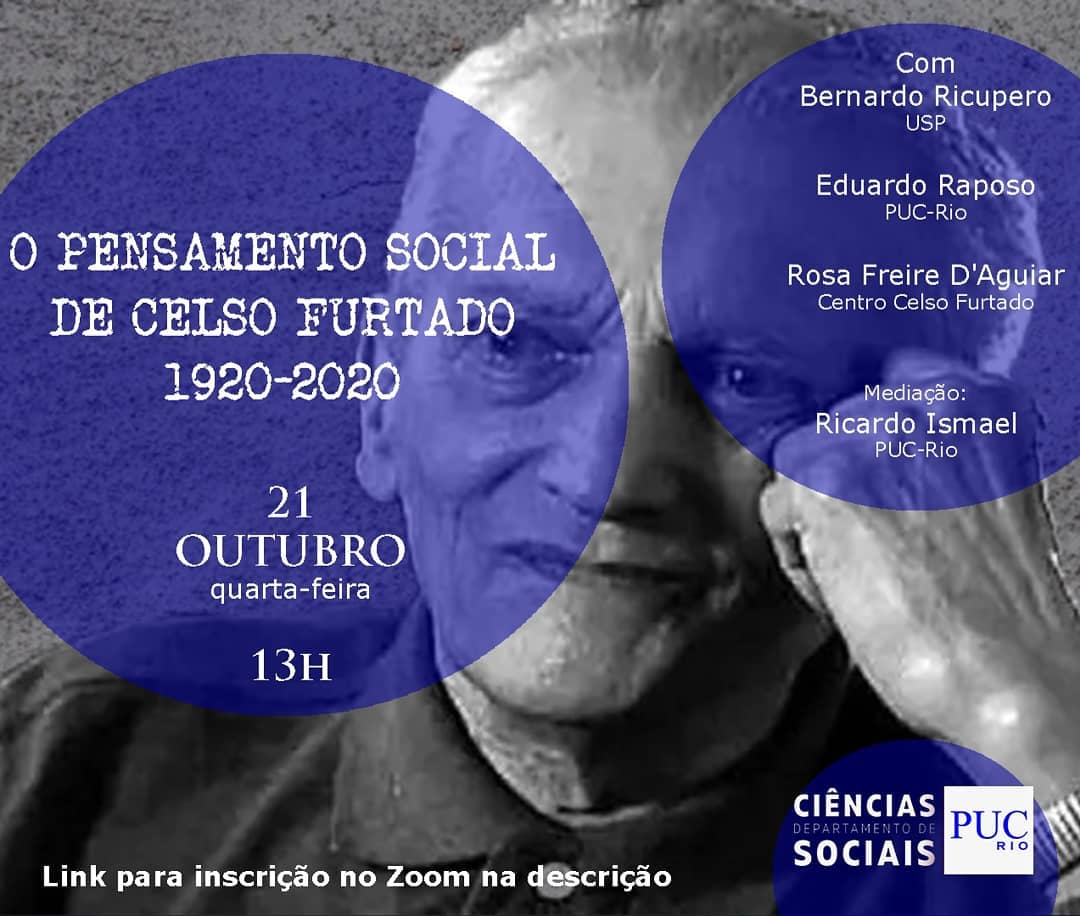 O PENSAMENTO SOCIAL
DE CELSO FURTADO
1920-2020
21
OUTUBRO
quarta-feira
13H
Com
Bernardo Ricupero
USP
Eduardo Raposo
PUC-Rio
Rosa Freire D'Aguiar
Centro Celso Furtado
Mediação:
Ricardo Ismael
PUC-Rio
CIÊNCIAS
DEPARTAMENTO DE
SOCIAIS
PUC
RIO
Link para inscrição no Zoom na descrição